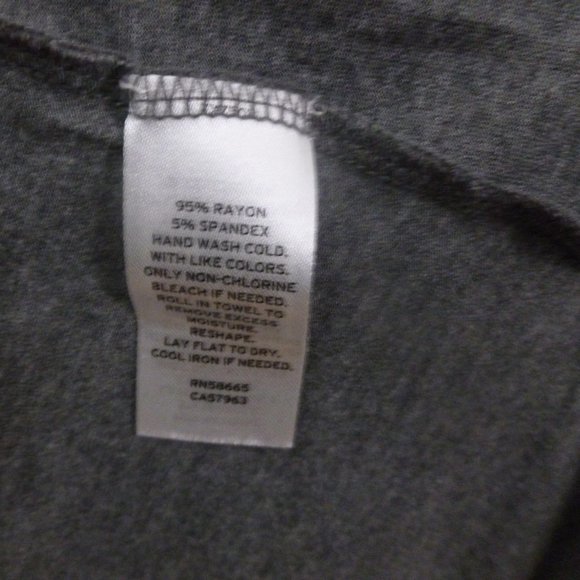 95% RAYON
5% SPANDEX
HAND WASH COLD.
WITH LIKE COLORS.
ONLY NON-CHLORINE
BLEACH IF NEEDED.
ROLL IN TOWEL TO
REMOVE EXCESS
MOISTURE.
RESHAPE.
LAY FLAT TO DRY.
COOL IRON IF NEEDED.
RN58665
CA57963